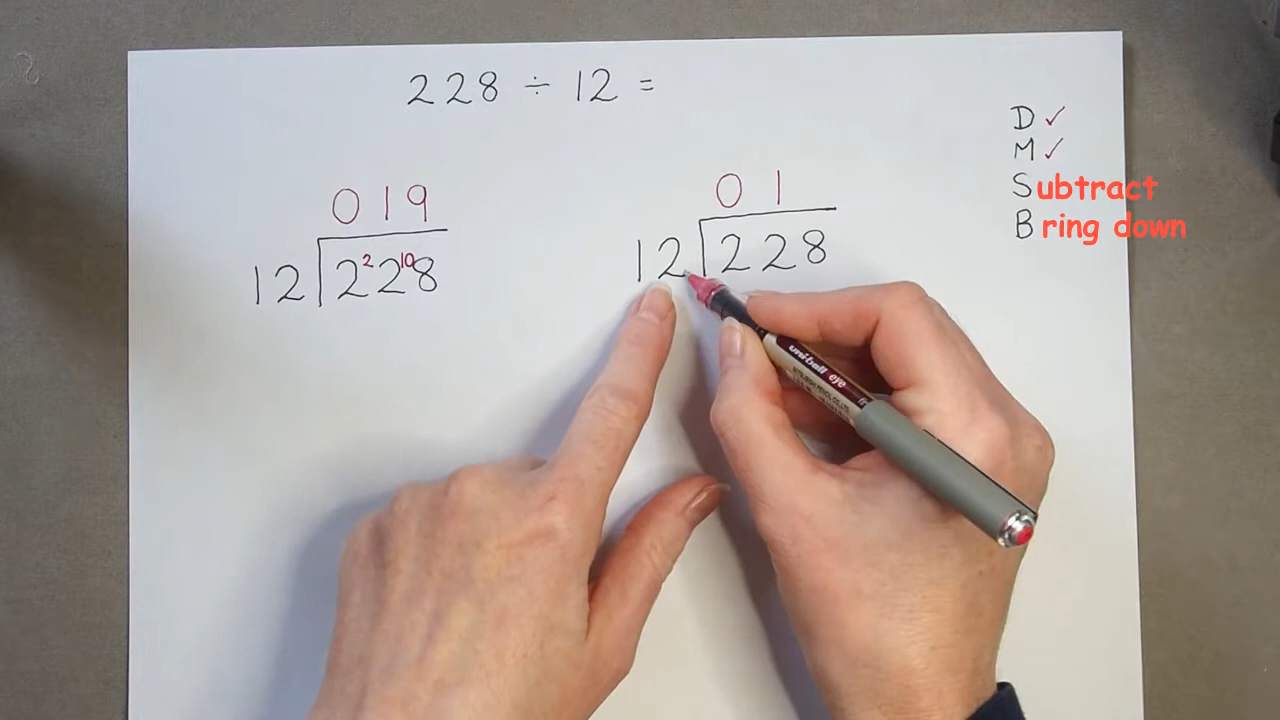 228 ÷ 12 =
D ✓
M ✓
Subtract
Bring down
019
12 2²2¹⁰8
01
12 228
uni-ball eye